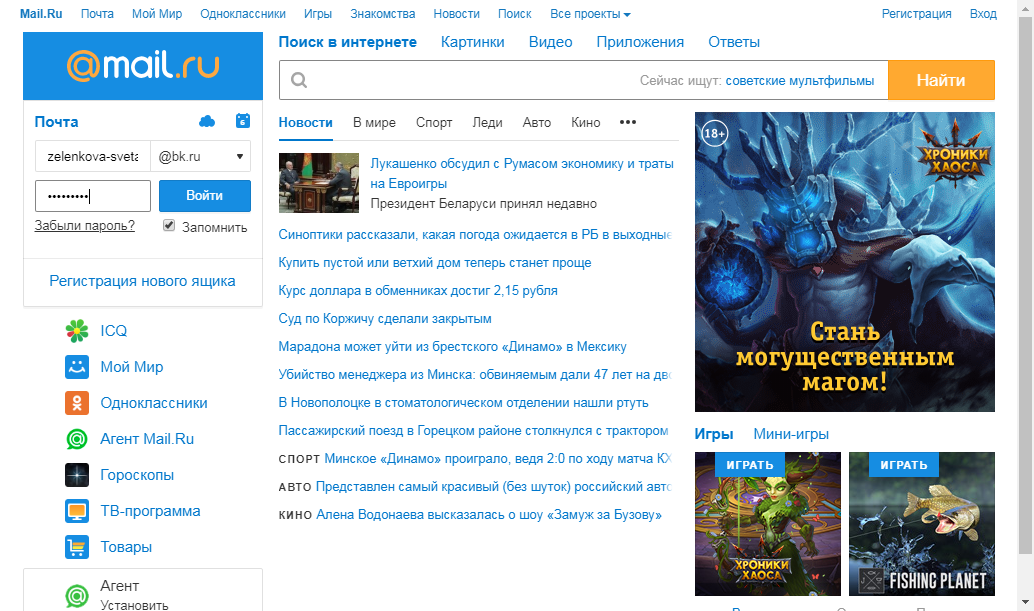 Mail.Ru Почта Мой Мир Одноклассники Игры Знакомства Новости Поиск Все проекты Регистрация Вход
@mail.ru
Почта
6
zelenkova-sveta @bk.ru
Войти
Забыли пароль? Запомнить
Регистрация нового ящика
ICQ
Мой Мир
Одноклассники
Агент Mail.Ru
Гороскопы
ТВ-программа
Товары
Агент
Установить
Поиск в интернете Картинки Видео Приложения Ответы
Сейчас ищут: советские мультфильмы Найти
Новости В мире Спорт Леди Авто Кино •••
Лукашенко обсудил с Румасом экономику и траты
на Евроигры
Президент Беларуси принял недавно
Синоптики рассказали, какая погода ожидается в РБ в выходные
Купить пустой или ветхий дом теперь станет проще
Курс доллара в обменниках достиг 2,15 рубля
Суд по Коржичу сделали закрытым
Марадона может уйти из брестского «Динамо» в Мексику
Убийство менеджера из Минска: обвиняемым дали 47 лет на дво
В Новополоцке в стоматологическом отделении нашли ртуть
Пассажирский поезд в Горецком районе столкнулся с трактором
СПОРТ Минское «Динамо» проиграло, ведя 2:0 по ходу матча КХ
АВТО Представлен самый красивый (без шуток) российский авто
КИНО Алена Водонаева высказалась о шоу «Замуж за Бузову»
18+
ХРОНИКИ
ХАОСА
Стань
могущественным
магом!
Игры Мини-игры
ИГРАТЬ
ХРОНИКИ
ХАОСА
ИГРАТЬ
FISHING PLANET